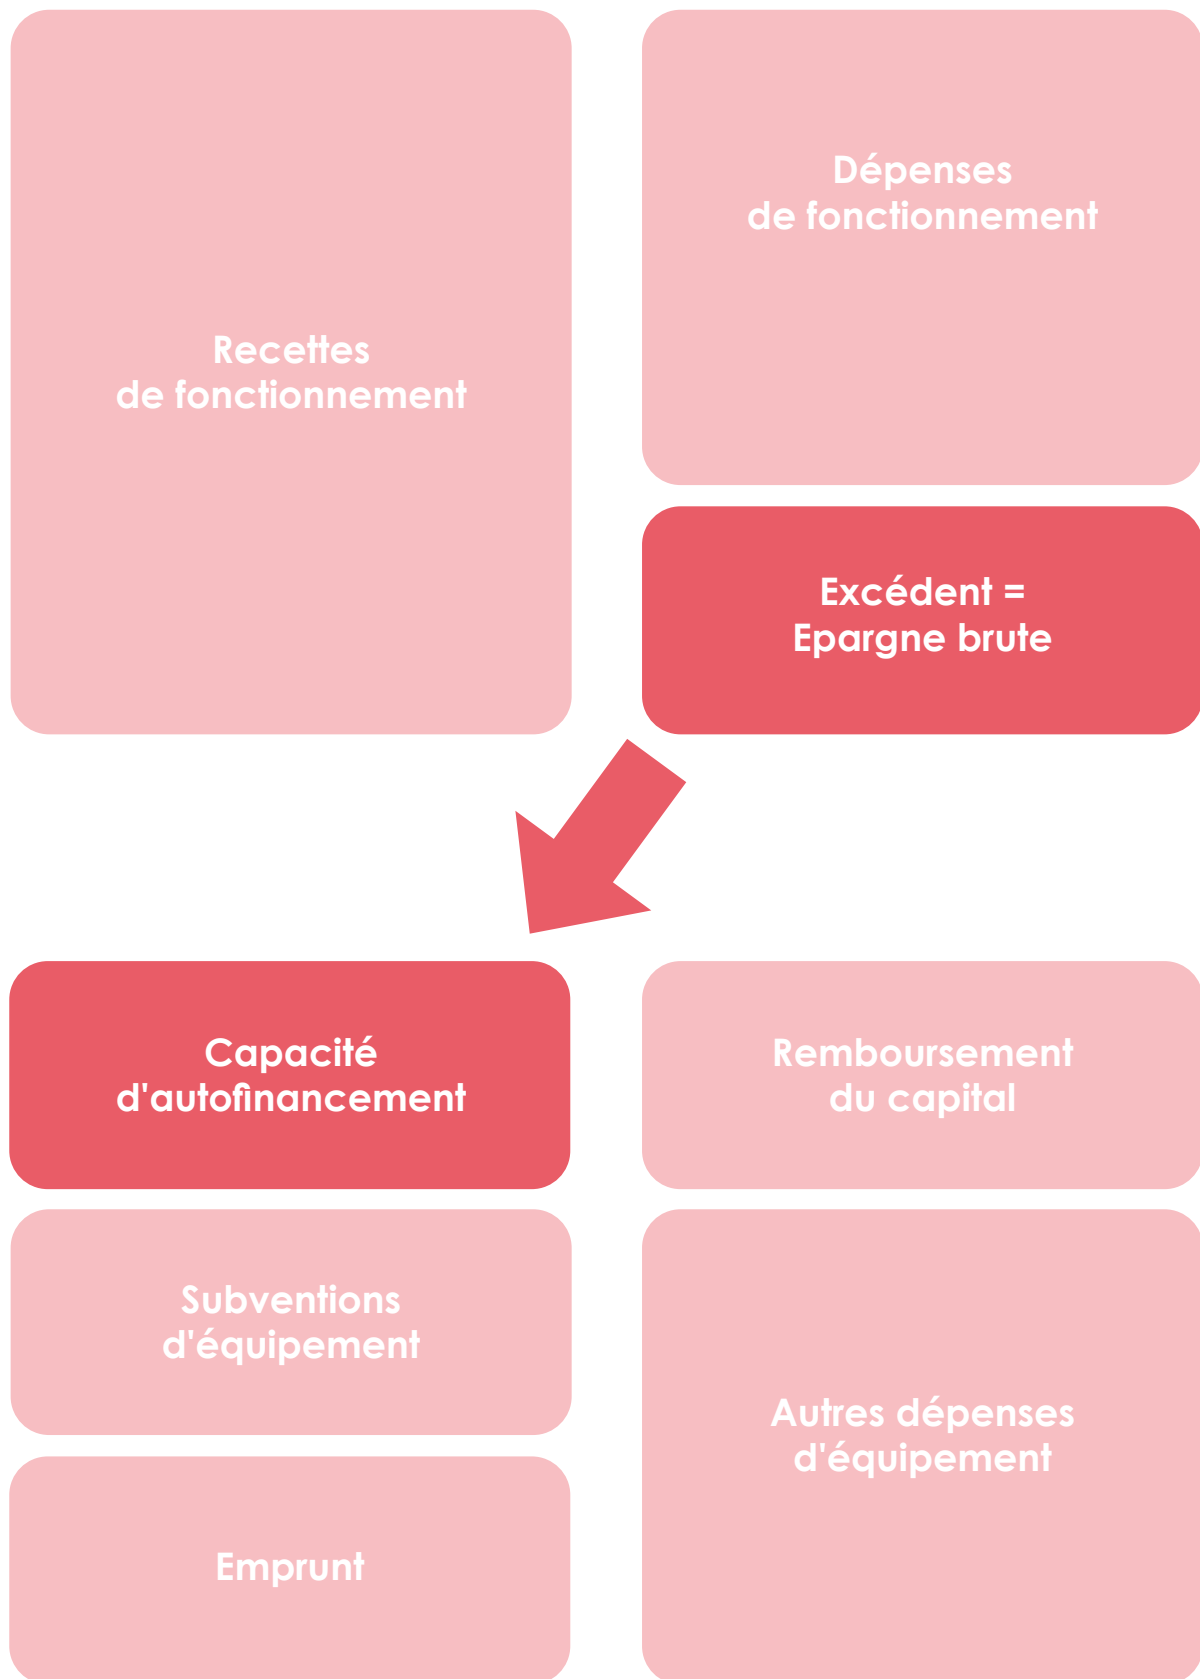 Recettes
de fonctionnement
Dépenses
de fonctionnement
Excédent =
Epargne brute
Capacité
d'autofinancement
Remboursement
du capital
Subventions
d'équipement
Autres dépenses
d'équipement
Emprunt